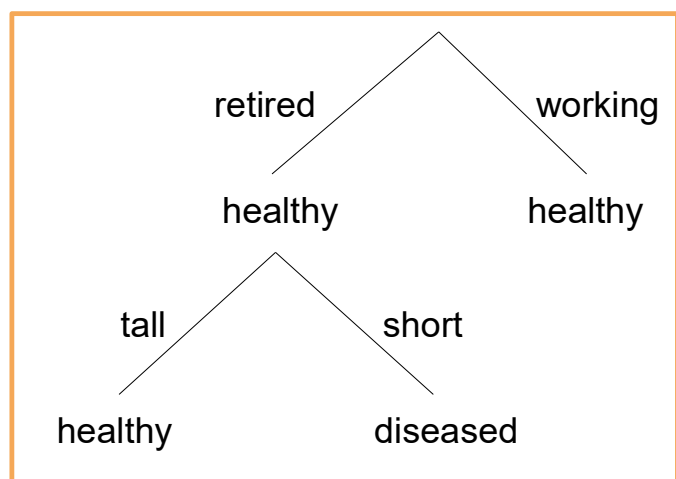 retired working
healthy healthy
tall short
healthy diseased